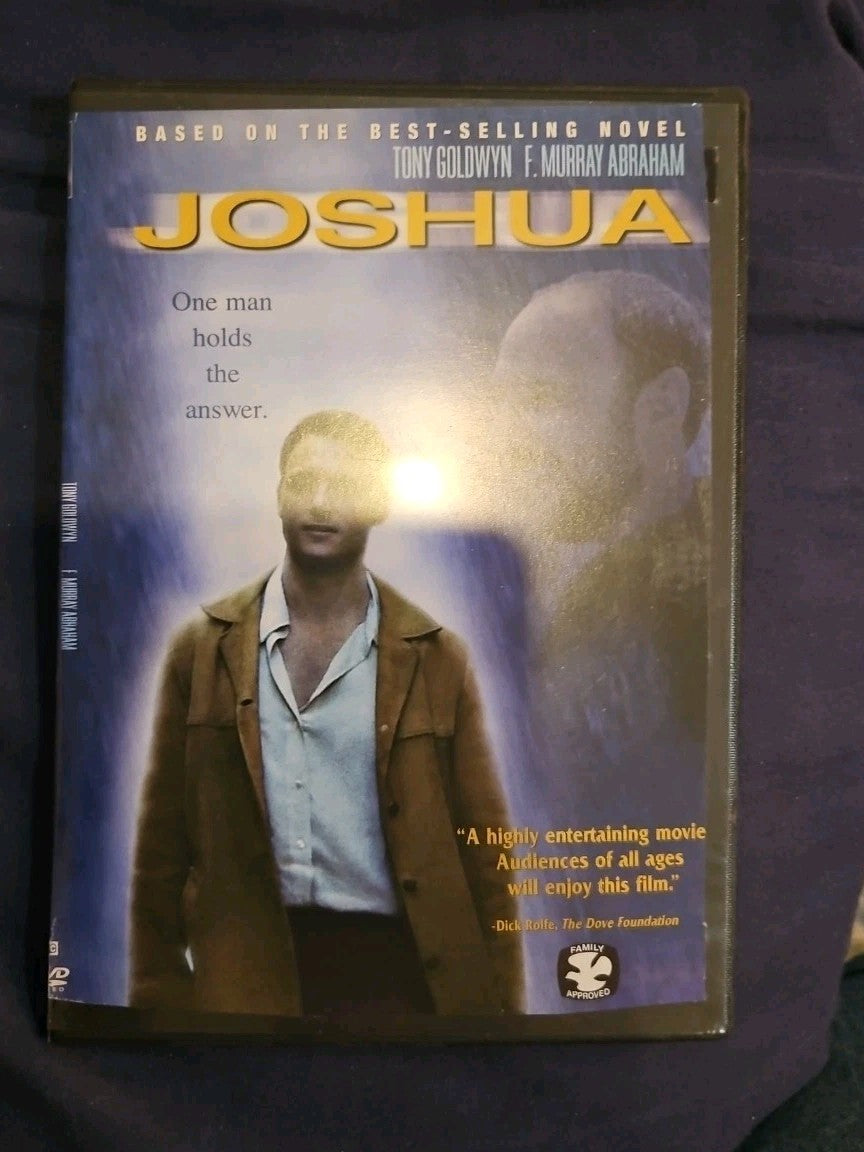 BASED ON THE BEST-SELLING NOVEL
TONY GOLDWYN F. MURRAY ABRAHAM
JOSHUA
One man
holds
the
answer.
TONY GOLDWYN F. MURRAY ABRAHAM
“A highly entertaining movie
Audiences of all ages
will enjoy this film.”
-Dick Rolfe, The Dove Foundation
FAMILY
APPROVED